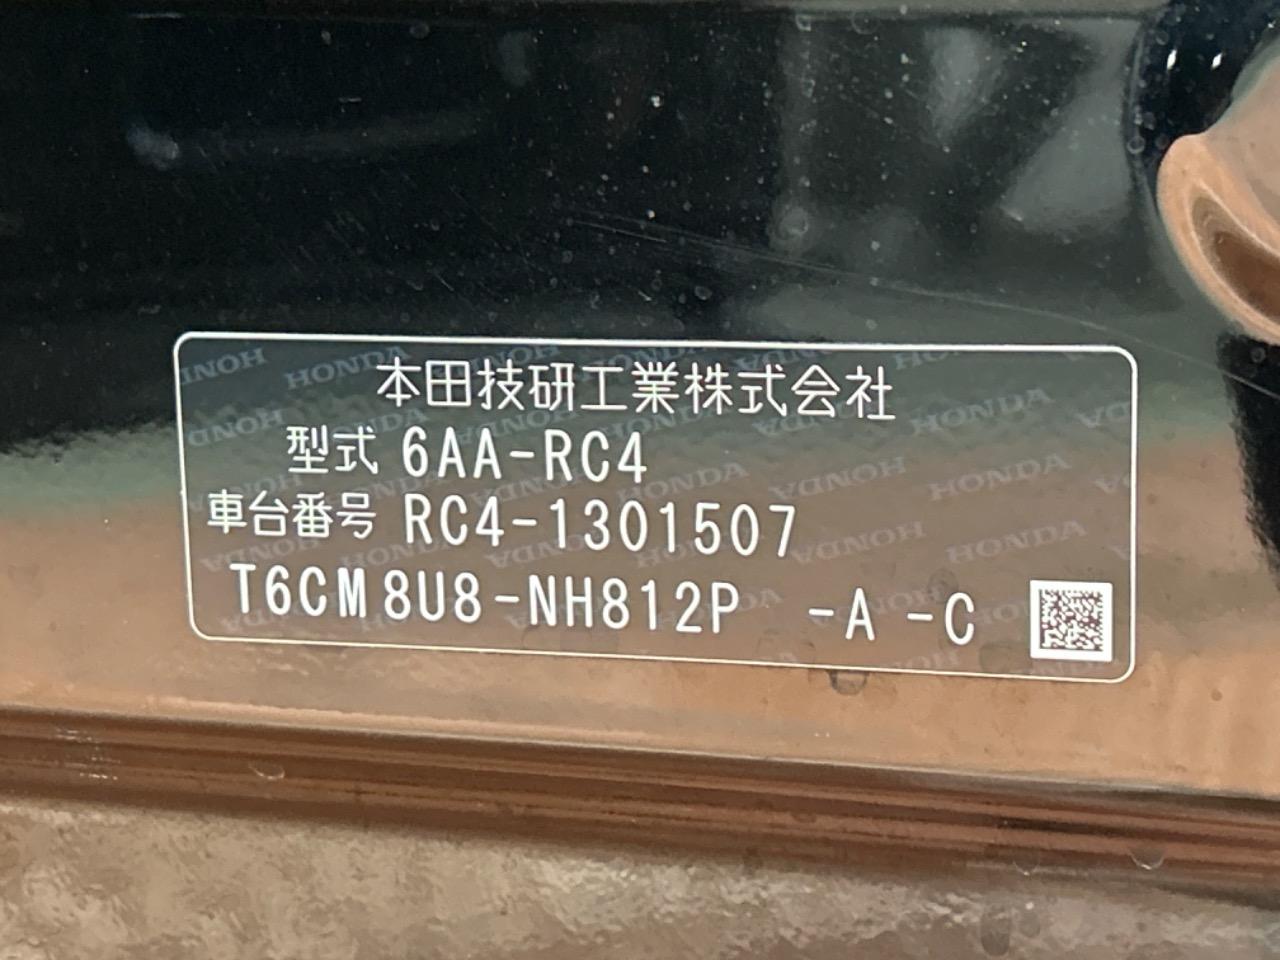 本田技研工業株式会社
型式 6AA-RC4
車台番号 RC4-1301507
T6CM8U8-NH812P -A -C